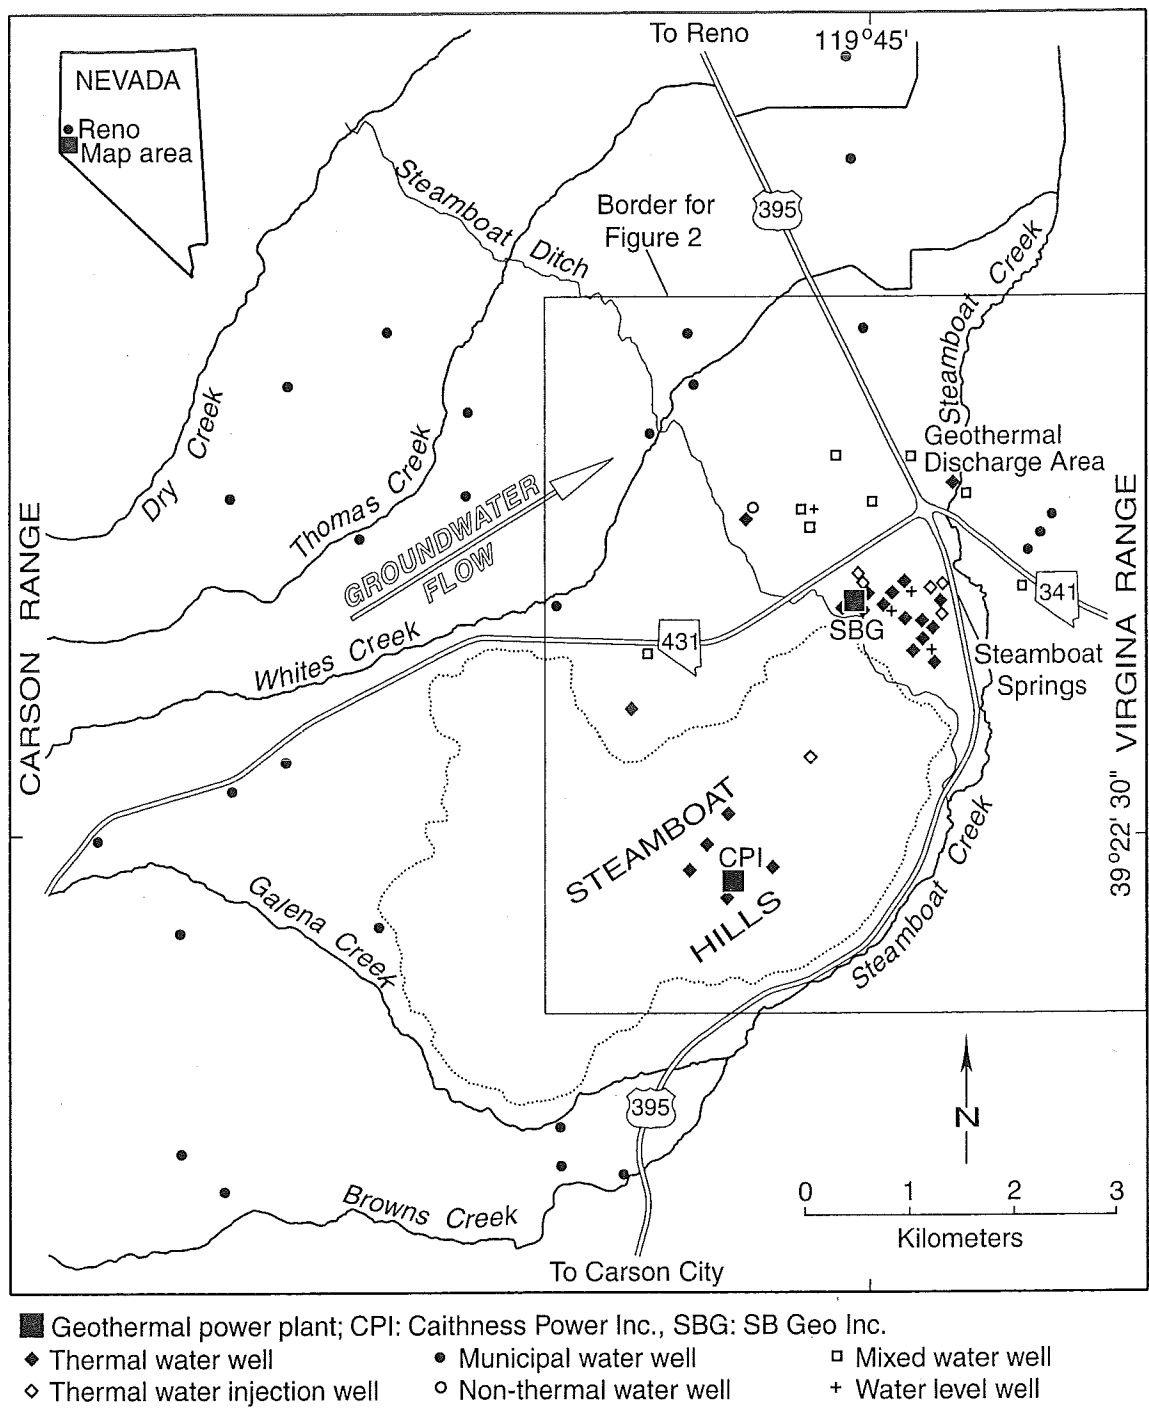 To Reno
119°45'
NEVADA
Reno
Map area
Steamboat Ditch
Border for
Figure 2
395
Steamboat Creek
Steamboat Creek
Geothermal
Discharge Area
Dry Creek
Thomas Creek
GROUNDWATER
FLOW
CARSON RANGE
VIRGINA RANGE
341
SBG
431
Whites Creek
Steamboat
Springs
39°22' 30"
STEAMBOAT
CPI
HILLS
Galena Creek
Steamboat Creek
N
395
0 1 2 3
Kilometers
Browns Creek
To Carson City
Geothermal power plant; CPI: Caithness Power Inc., SBG: SB Geo Inc.
Thermal water well
Municipal water well
Mixed water well
Thermal water injection well
Non-thermal water well
Water level well